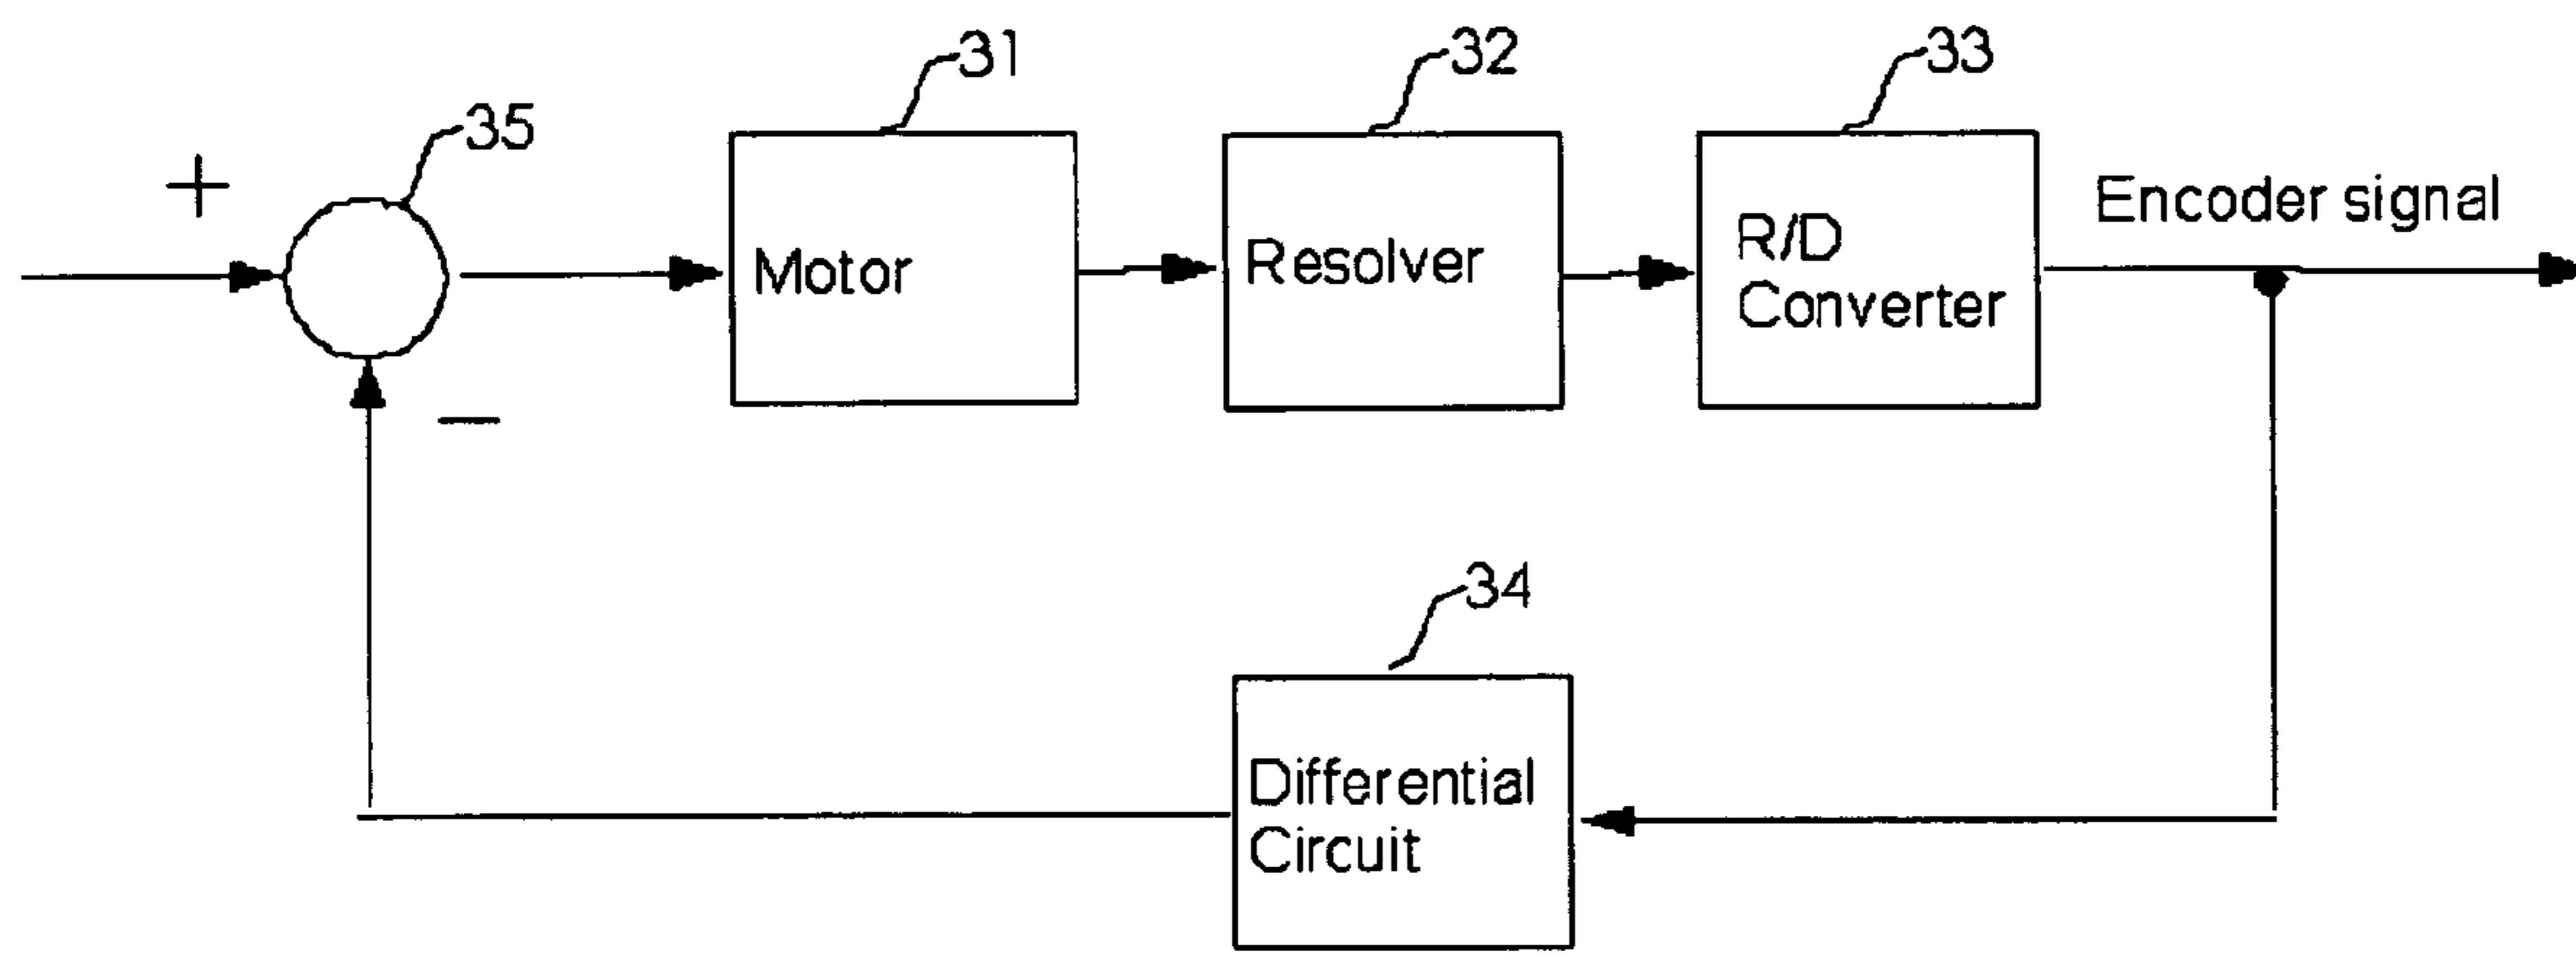 31
32
33
35
+
Encoder signal
Motor
Resolver
R/D
Converter
−
34
Differential
Circuit